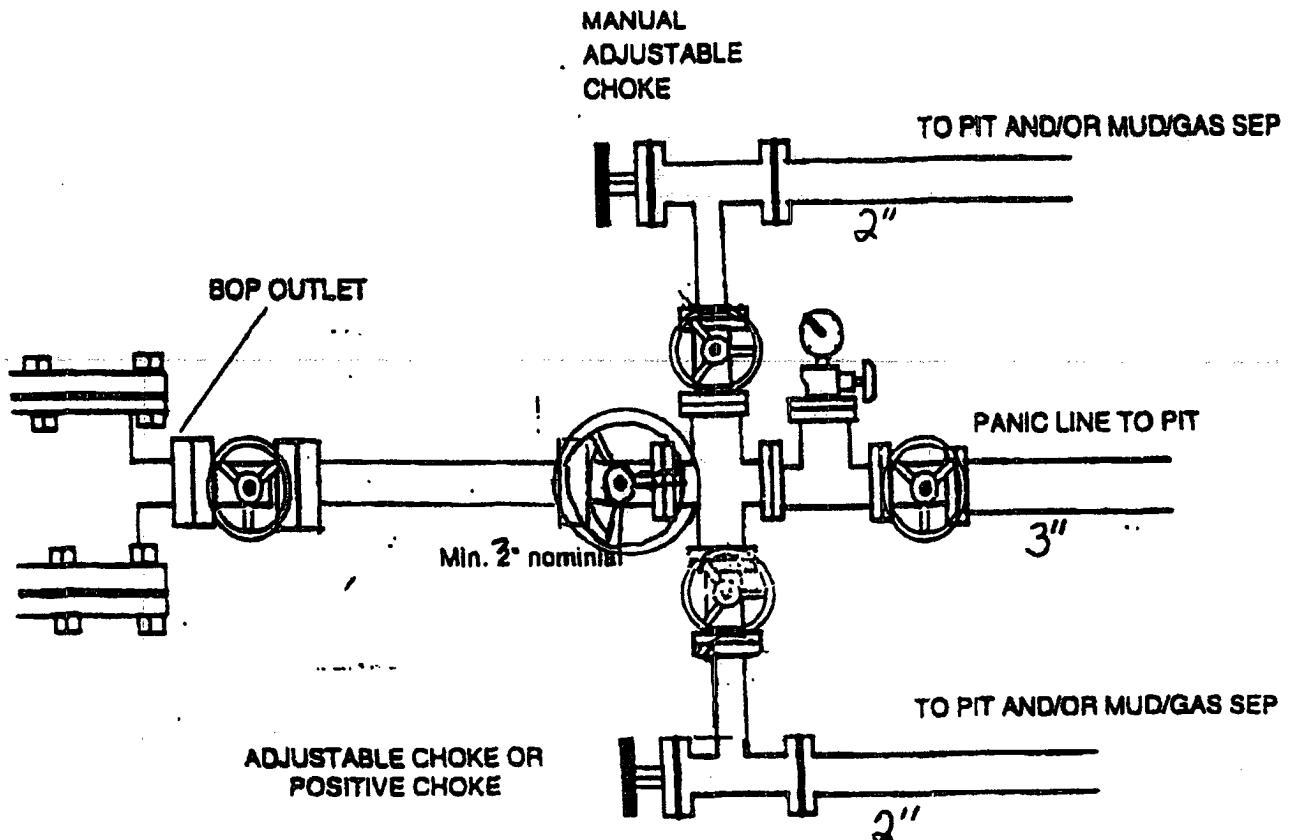 MANUAL
ADJUSTABLE
CHOKE
TO PIT AND/OR MUD/GAS SEP
2"
BOP OUTLET
PANIC LINE TO PIT
3"
Min. 3" nominial
TO PIT AND/OR MUD/GAS SEP
ADJUSTABLE CHOKE OR
POSITIVE CHOKE
2"